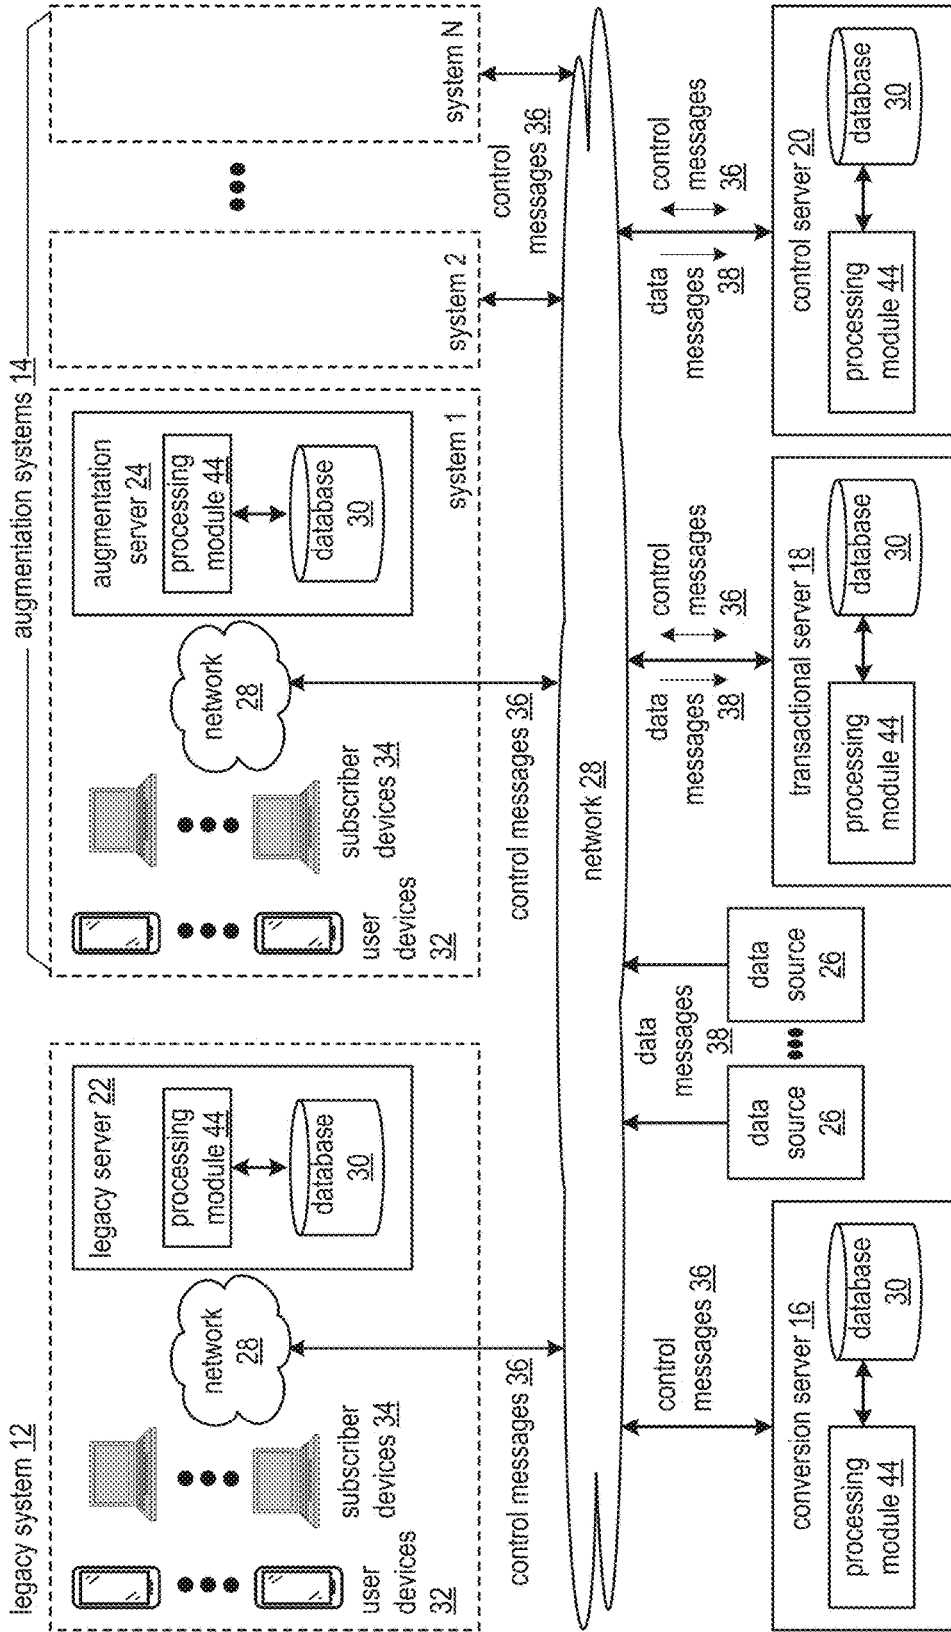 legacy system 12
user
devices
32
subscriber
devices 34
network
28
legacy server 22
processing
module 44
database
30
augmentation systems 14
user
devices
32
subscriber
devices 34
network
28
augmentation
server 24
processing
module 44
database
30
system 1
system 2
system N
control messages 36
control messages 36
control
messages 36
network 28
control
messages 36
data
messages 38
data
messages
38
control
messages
36
data
messages
38
control
messages
36
conversion server 16
processing
module 44
database
30
data
source
26
data
source
26
transactional server 18
processing
module 44
database
30
control server 20
processing
module 44
database
30